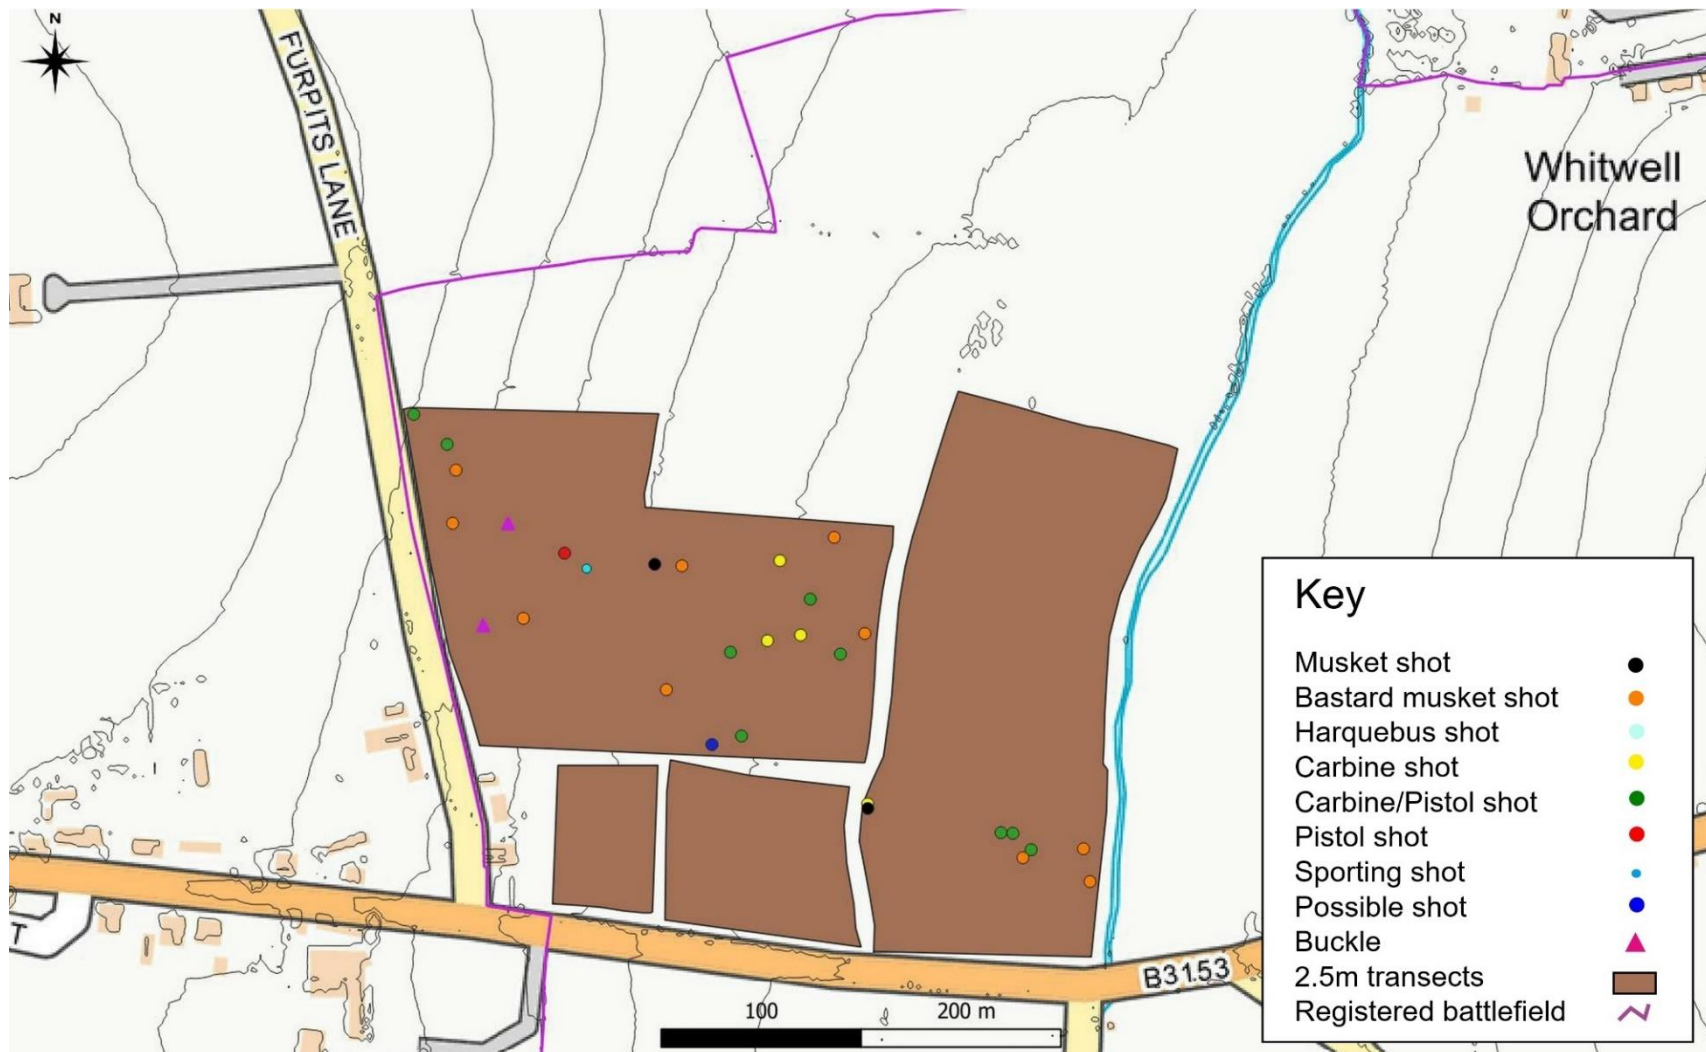 N
FURPITS LANE
Whitwell
Orchard
Key
Musket shot
Bastard musket shot
Harquebus shot
Carbine shot
Carbine/Pistol shot
Pistol shot
Sporting shot
Possible shot
Buckle
2.5m transects
Registered battlefield
T
B3153
100
200 m